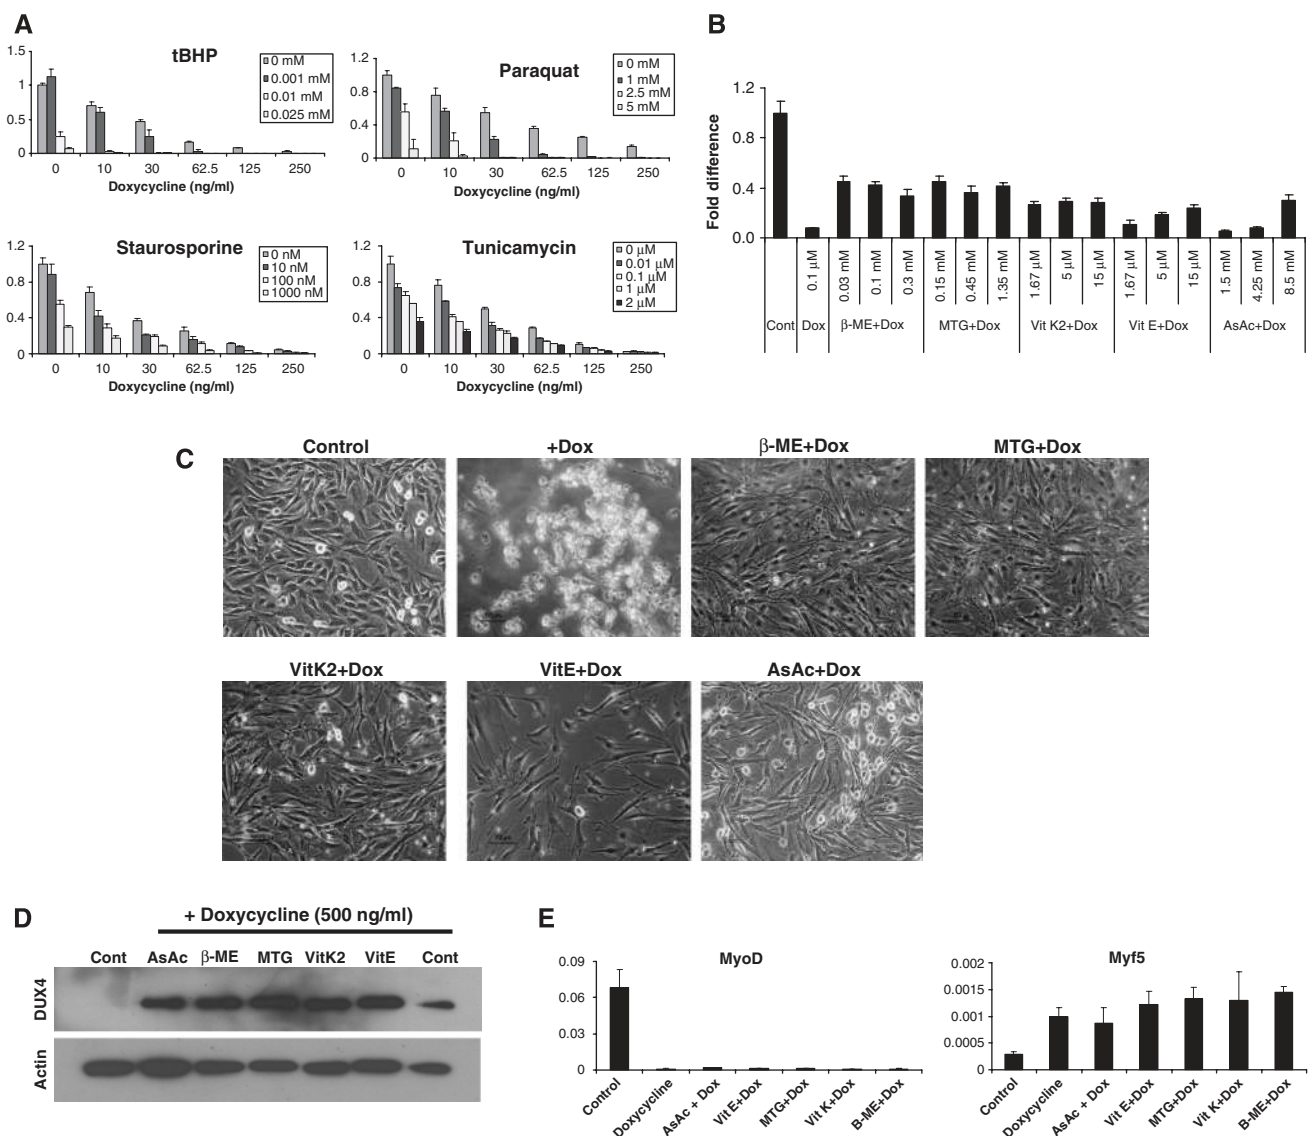 A
tBHP
1.5
1
0.5
0
0 mM
0.001 mM
0.01 mM
0.025 mM
0 10 30 62.5 125 250
Doxycycline (ng/ml)
Paraquat
1.2
0.8
0.4
0
0 mM
1 mM
2.5 mM
5 mM
0 10 30 62.5 125 250
Doxycycline (ng/ml)
Staurosporine
1.2
0.8
0.4
0
0 nM
10 nM
100 nM
1000 nM
0 10 30 62.5 125 250
Doxycycline (ng/ml)
Tunicamycin
1.2
0.8
0.4
0
0 μM
0.01 μM
0.1 μM
1 μM
2 μM
0 10 30 62.5 125 250
Doxycycline (ng/ml)
B
Fold difference
1.2
0.8
0.4
0.0
0.1 μM 0.03 mM 0.1 mM 0.3 mM 0.15 mM 0.45 mM 1.35 mM 1.67 μM 5 μM 15 μM 1.67 μM 5 μM 15 μM 1.5 mM 4.25 mM 8.5 mM
Cont Dox β-ME+Dox MTG+Dox Vit K2+Dox Vit E+Dox AsAc+Dox
C
Control +Dox β-ME+Dox MTG+Dox
VitK2+Dox VitE+Dox AsAc+Dox
D
+ Doxycycline (500 ng/ml)
Cont AsAc β-ME MTG VitK2 VitE Cont
DUX4
Actin
E
MyoD
0.09
0.06
0.03
0
Control Doxycycline AsAc + Dox Vit E+Dox MTG+Dox Vit K+Dox B-ME+Dox
Myf5
0.002
0.0015
0.001
0.0005
0
Control Doxycycline AsAc + Dox Vit E+Dox MTG+Dox Vit K+Dox B-ME+Dox